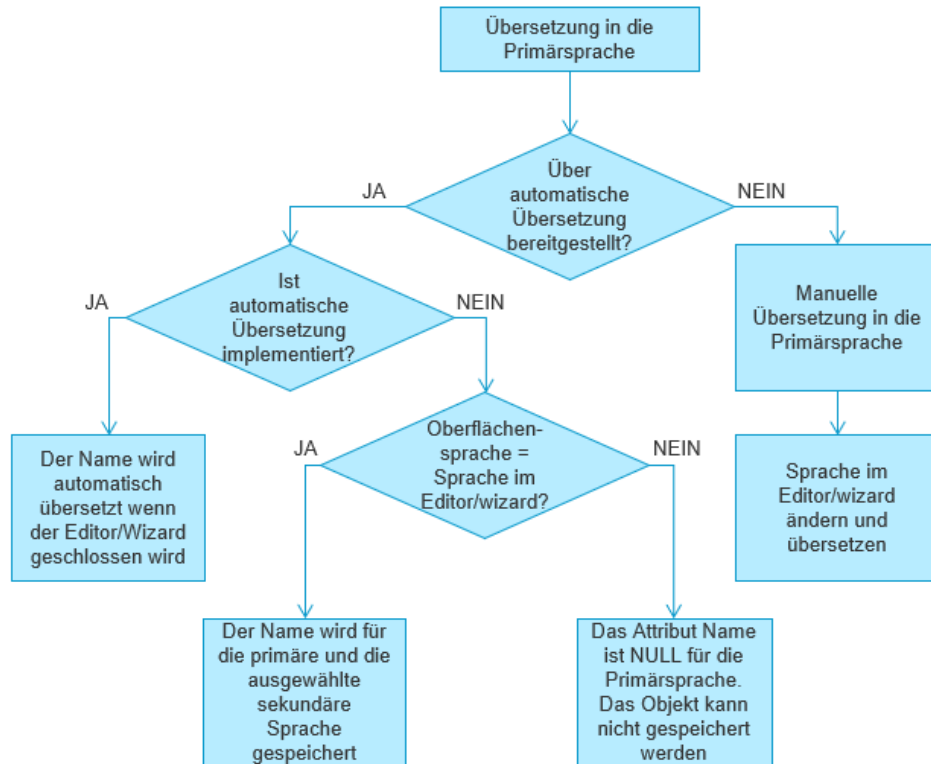 Übersetzung in die
Primärsprache
Über
automatische
Übersetzung
bereitgestellt?
JA
NEIN
Ist
automatische
Übersetzung
implementiert?
JA
NEIN
Manuelle
Übersetzung in die
Primärsprache
Oberflächen-
sprache =
Sprache im
Editor/wizard?
JA
NEIN
Der Name wird
automatisch
übersetzt wenn
der Editor/Wizard
geschlossen wird
Sprache im
Editor/wizard
ändern und
übersetzen
Der Name wird für
die primäre und die
ausgewählte
sekundäre
Sprache
gespeichert
Das Attribut Name
ist NULL für die
Primärsprache.
Das Objekt kann
nicht gespeichert
werden